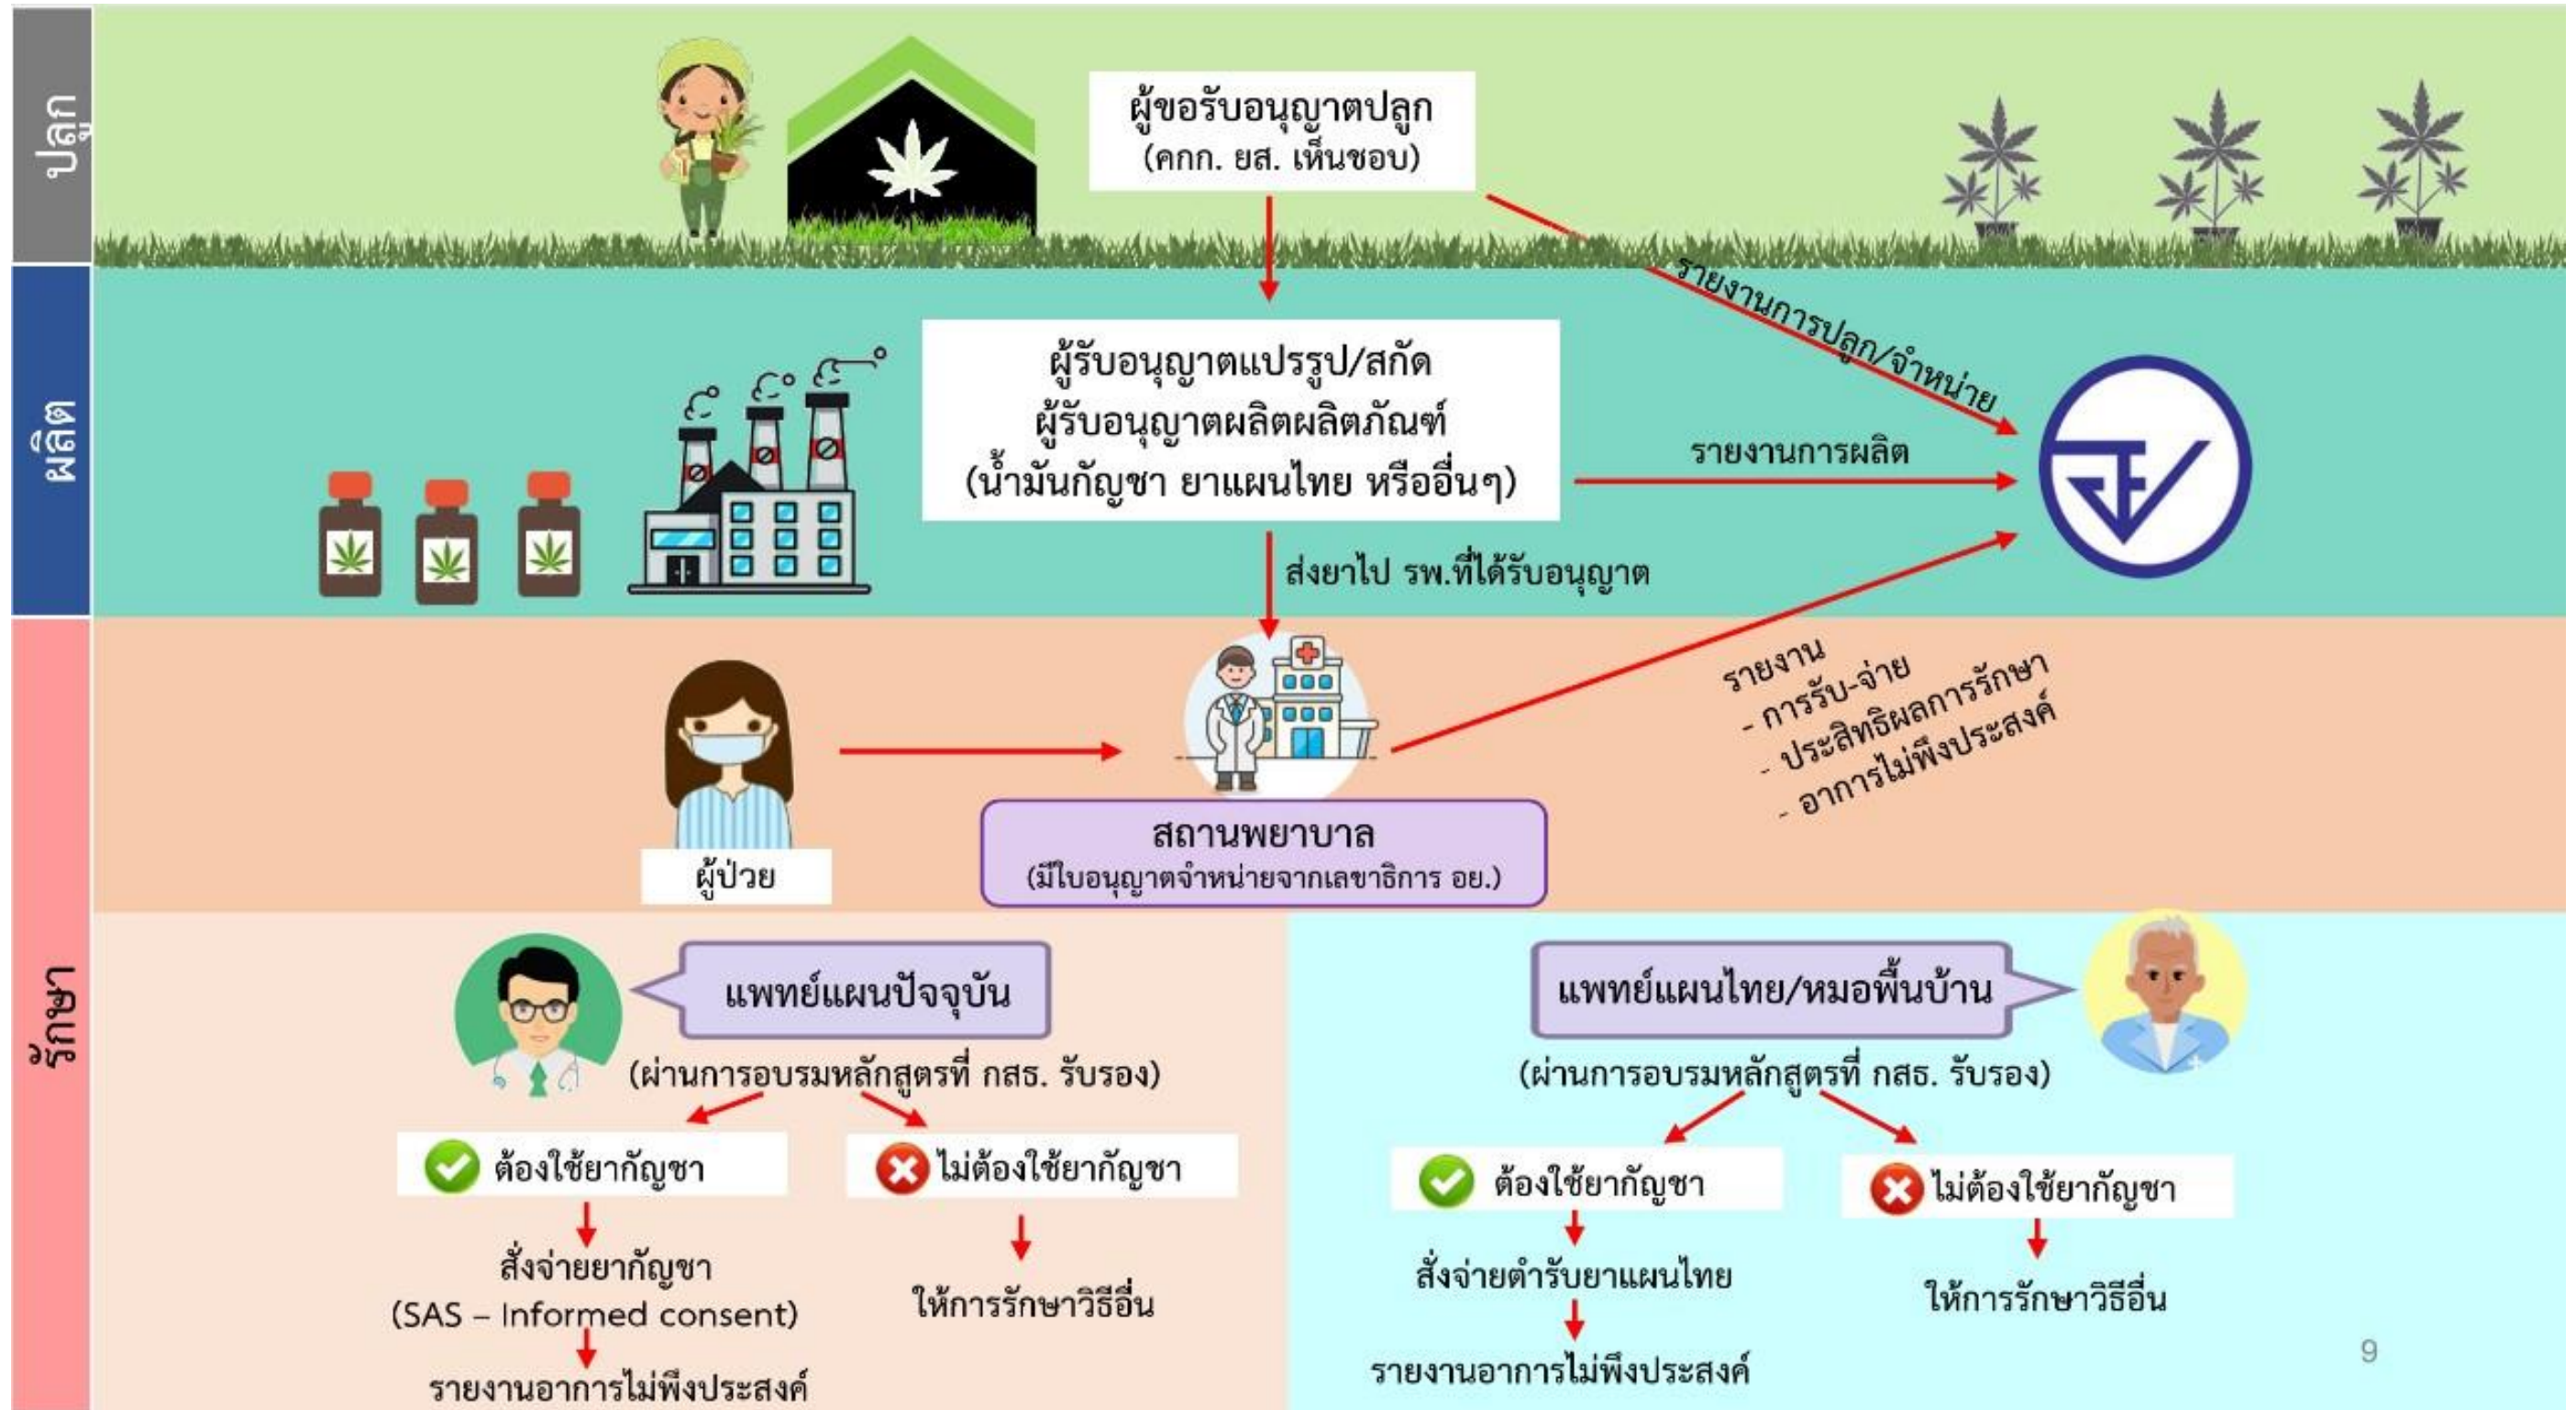 ปลูก
ผู้ขอรับอนุญาตปลูก
(คกก. ยส. เห็นชอบ)
ผลิต
ผู้รับอนุญาตแปรรูป/สกัด
ผู้รับอนุญาตผลิตผลิตภัณฑ์
(น้ำมันกัญชา ยาแผนไทย หรืออื่นๆ)
รายงานการปลูก/จำหน่าย
รายงานการผลิต
ส่งยาไป รพ.ที่ได้รับอนุญาต
รักษา
ผู้ป่วย
สถานพยาบาล
(มีใบอนุญาตจำหน่ายจากเลขาธิการ อย.)
รายงาน
- การรับ-จ่าย
- ประสิทธิผลการรักษา
- อาการไม่พึงประสงค์
แพทย์แผนปัจจุบัน
(ผ่านการอบรมหลักสูตรที่ กสธ. รับรอง)
ต้องใช้ยากัญชา
ไม่ต้องใช้ยากัญชา
สั่งจ่ายยากัญชา
(SAS – Informed consent)
ให้การรักษาวิธีอื่น
รายงานอาการไม่พึงประสงค์
แพทย์แผนไทย/หมอพื้นบ้าน
(ผ่านการอบรมหลักสูตรที่ กสธ. รับรอง)
ต้องใช้ยากัญชา
ไม่ต้องใช้ยากัญชา
สั่งจ่ายตำรับยาแผนไทย
ให้การรักษาวิธีอื่น
รายงานอาการไม่พึงประสงค์
9